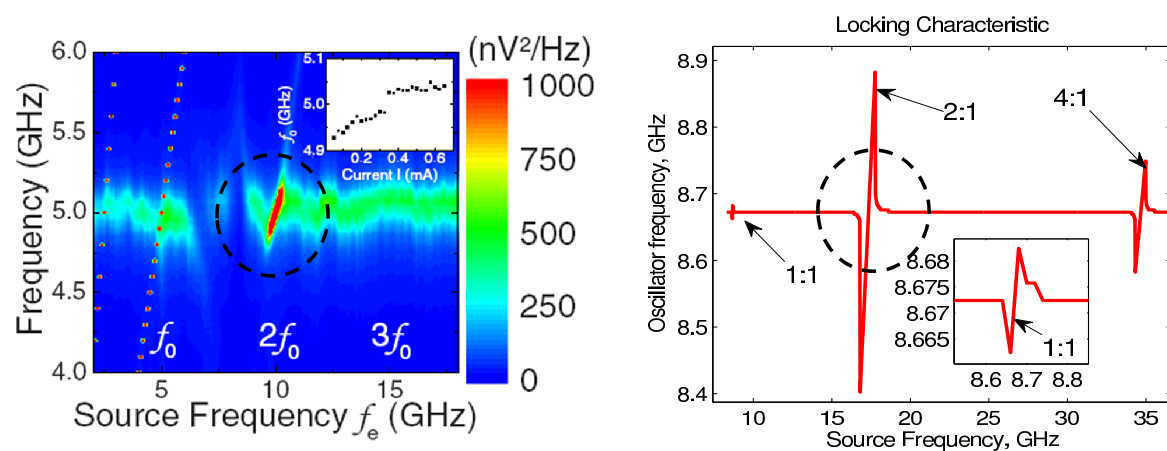 (nV²/Hz)
6.0
5.5
5.0
4.5
4.0
Frequency (GHz)
5.1
5.0
4.9
f₀ (GHz)
0.2 0.4 0.6
Current I (mA)
f₀ 2f₀ 3f₀
5 10 15
Source Frequency fₑ (GHz)
1000
750
500
250
0
Locking Characteristic
8.9
8.8
8.7
8.6
8.5
8.4
Oscillator frequency, GHz
2:1
4:1
1:1
8.68
8.675
8.67
8.665
1:1
8.6 8.7 8.8
10 15 20 25 30 35
Source Frequency, GHz